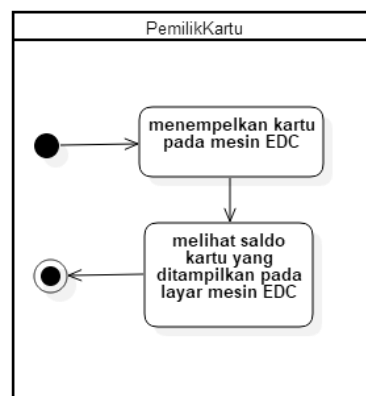 PemilikKartu
menempelkan kartu
pada mesin EDC
melihat saldo
kartu yang
ditampilkan pada
layar mesin EDC